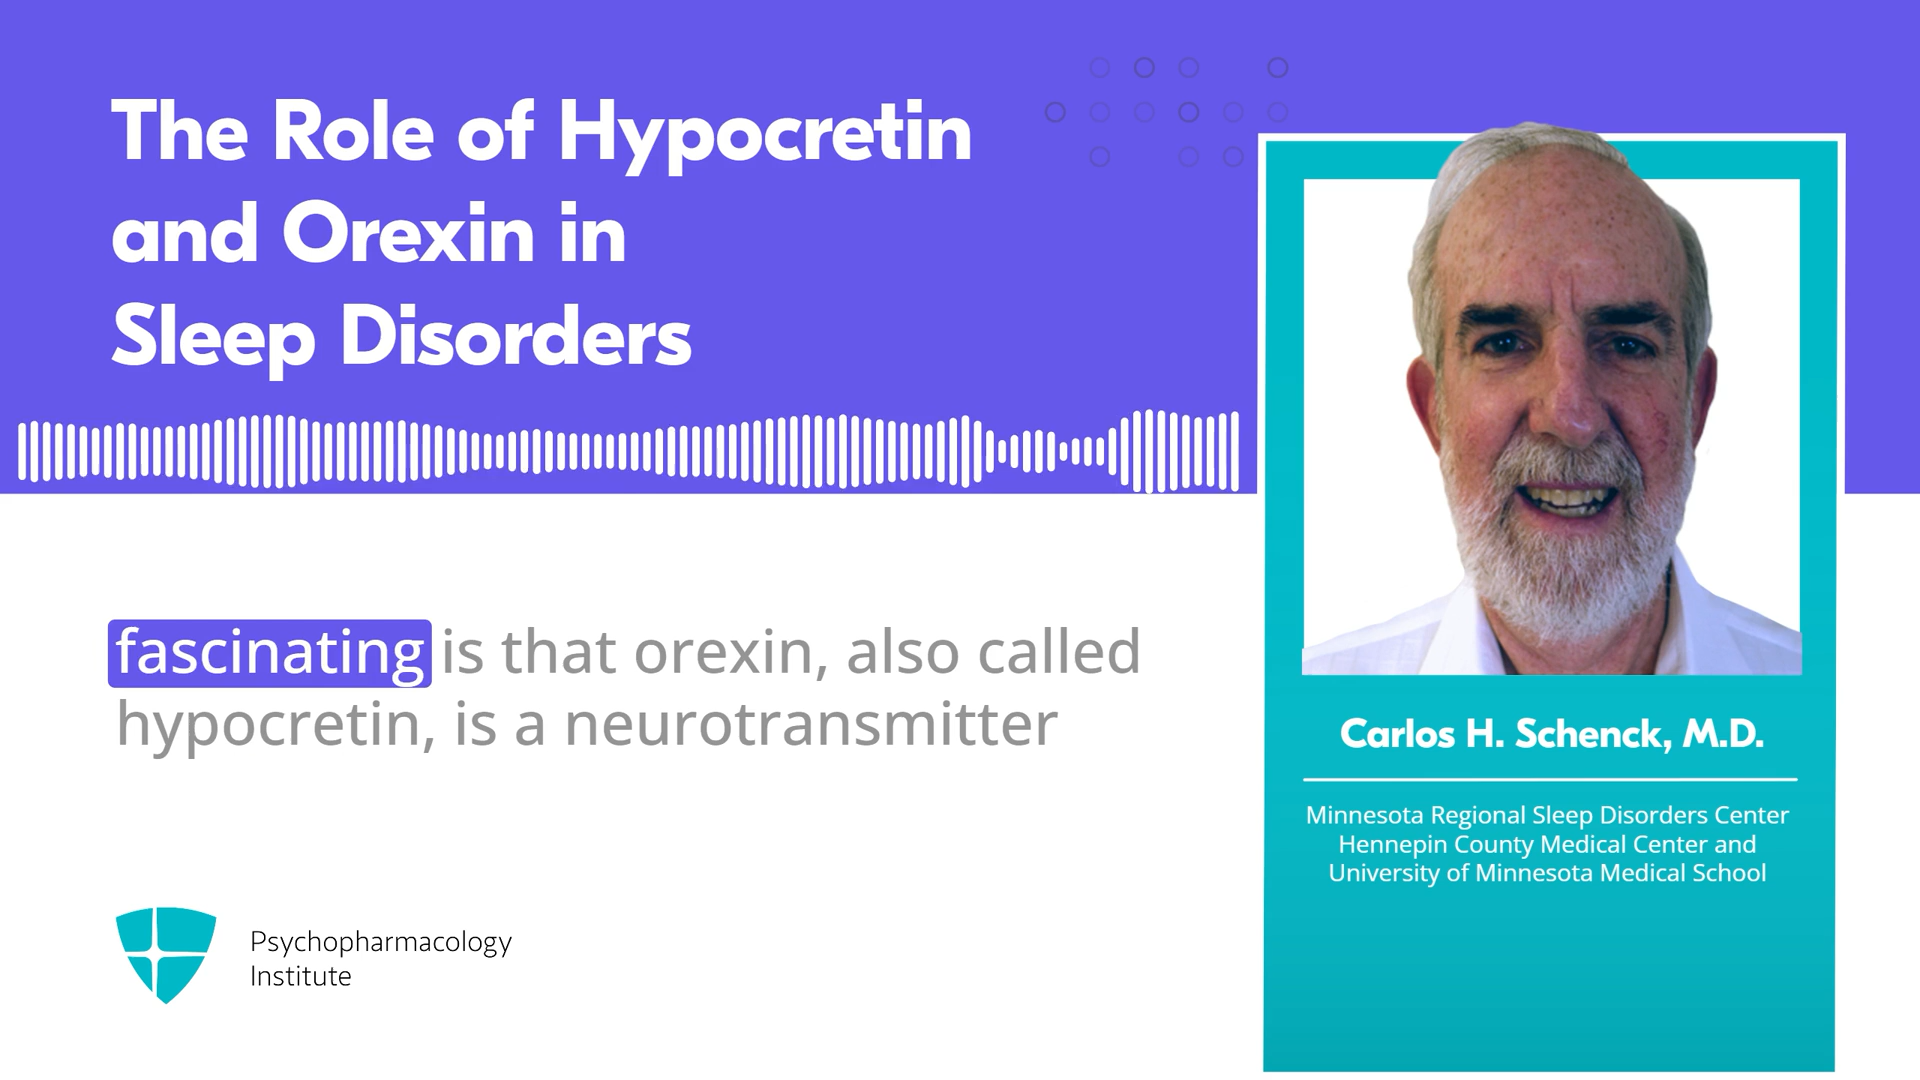 The Role of Hypocretin
and Orexin in
Sleep Disorders
fascinating is that orexin, also called
hypocretin, is a neurotransmitter
Carlos H. Schenck, M.D.
Minnesota Regional Sleep Disorders Center
Hennepin County Medical Center and
University of Minnesota Medical School
Psychopharmacology
Institute